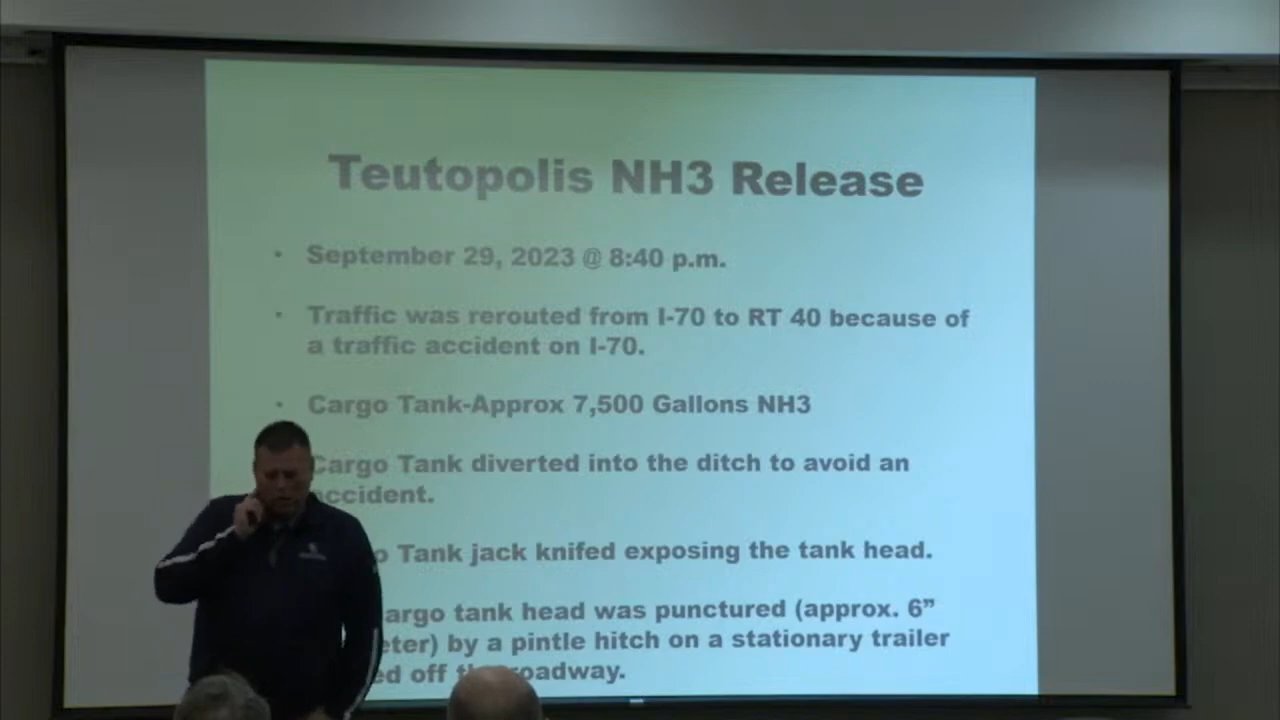 Teutopolis NH3 Release
• September 29, 2023 @ 8:40 p.m.
• Traffic was rerouted from I-70 to RT 40 because of
a traffic accident on I-70.
• Cargo Tank-Approx 7,500 Gallons NH3
Cargo Tank diverted into the ditch to avoid an
accident.
Tank jack knifed exposing the tank head.
cargo tank head was punctured (approx. 6”
by a pintle hitch on a stationary trailer
off roadway.